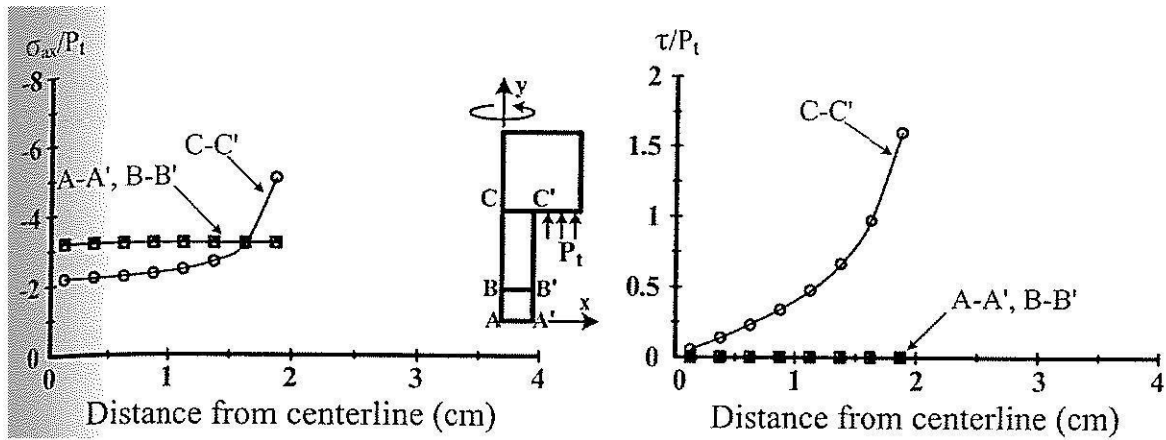 σax/Pt
-8
-6
-4
-2
0
0
1
2
3
4
C-C'
A-A', B-B'
Distance from centerline (cm)
y
C
C'
Pt
B
B'
A
A'
x
τ/Pt
2
1.5
1
0.5
0
0
1
2
3
4
C-C'
A-A', B-B'
Distance from centerline (cm)